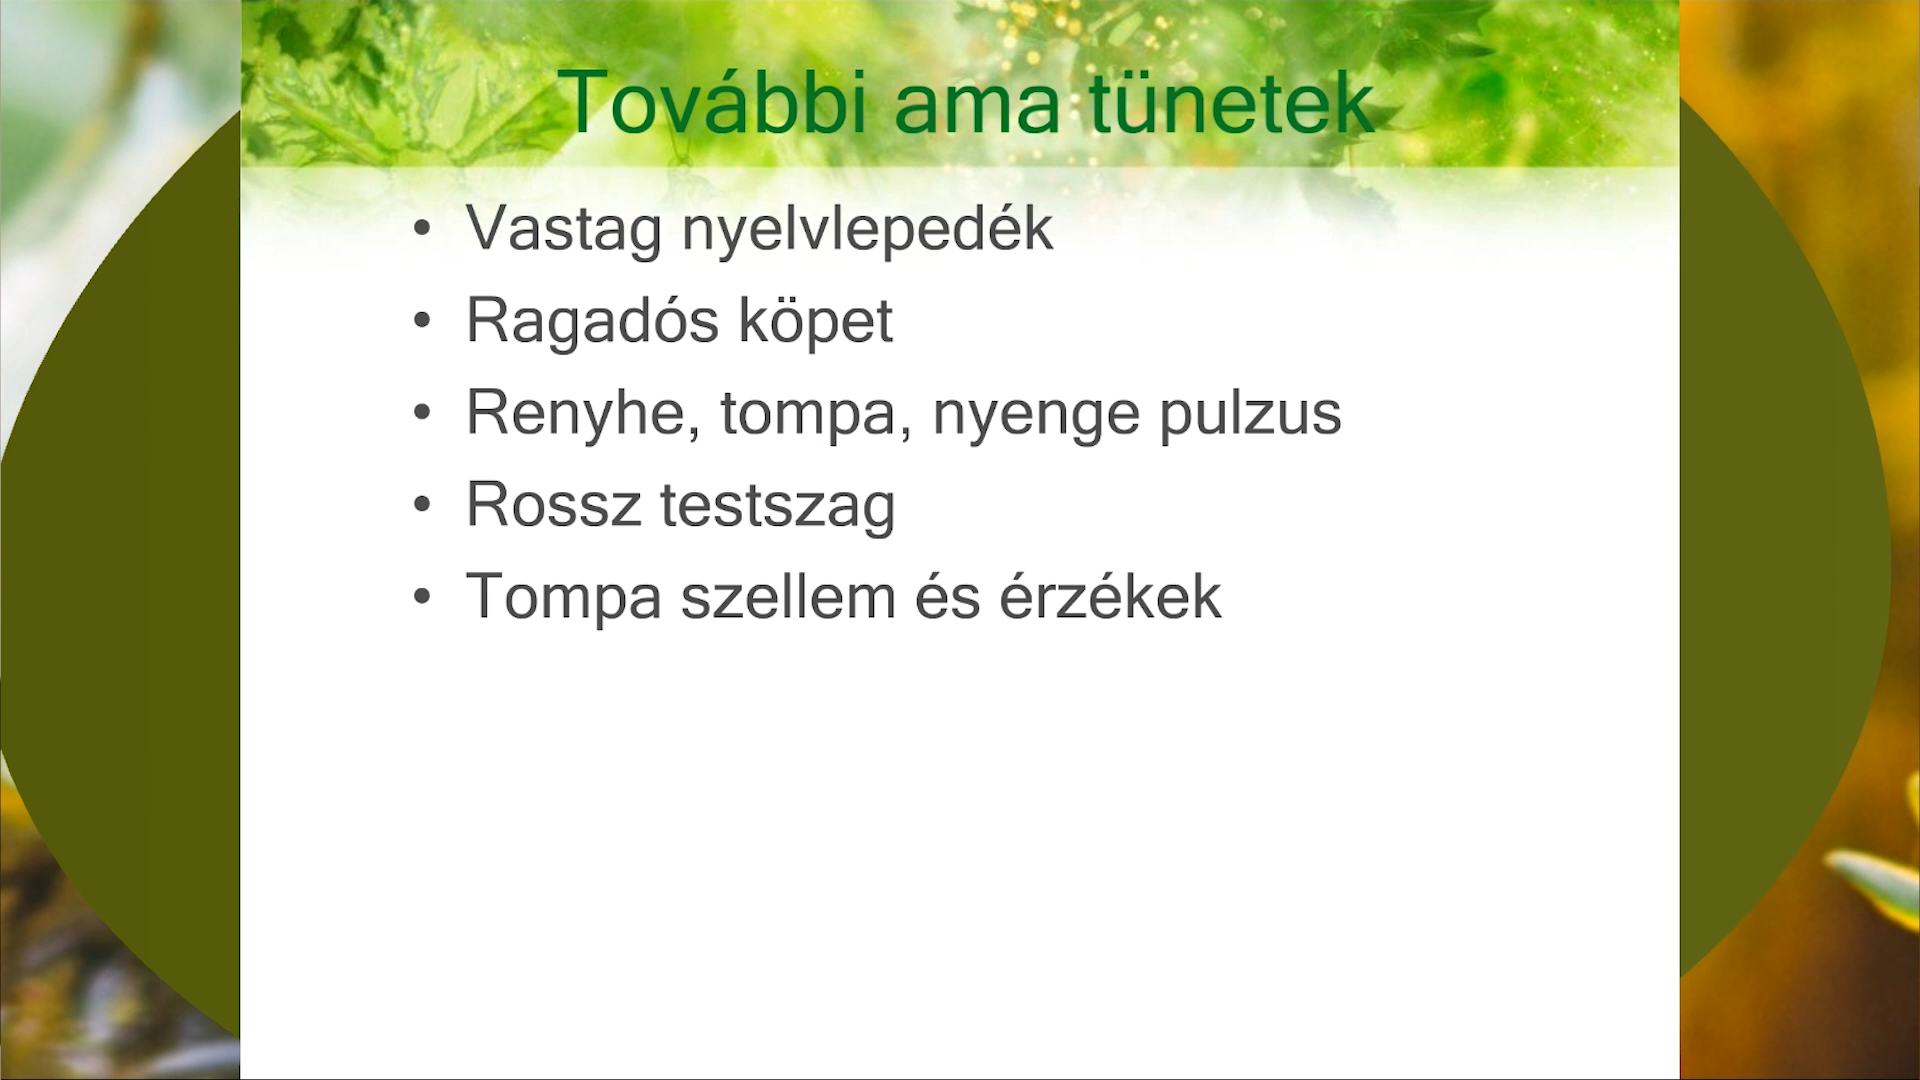 További ama tünetek
• Vastag nyelvlepedék
• Ragadós köpet
• Renyhe, tompa, nyenge pulzus
• Rossz testszag
• Tompa szellem és érzékek